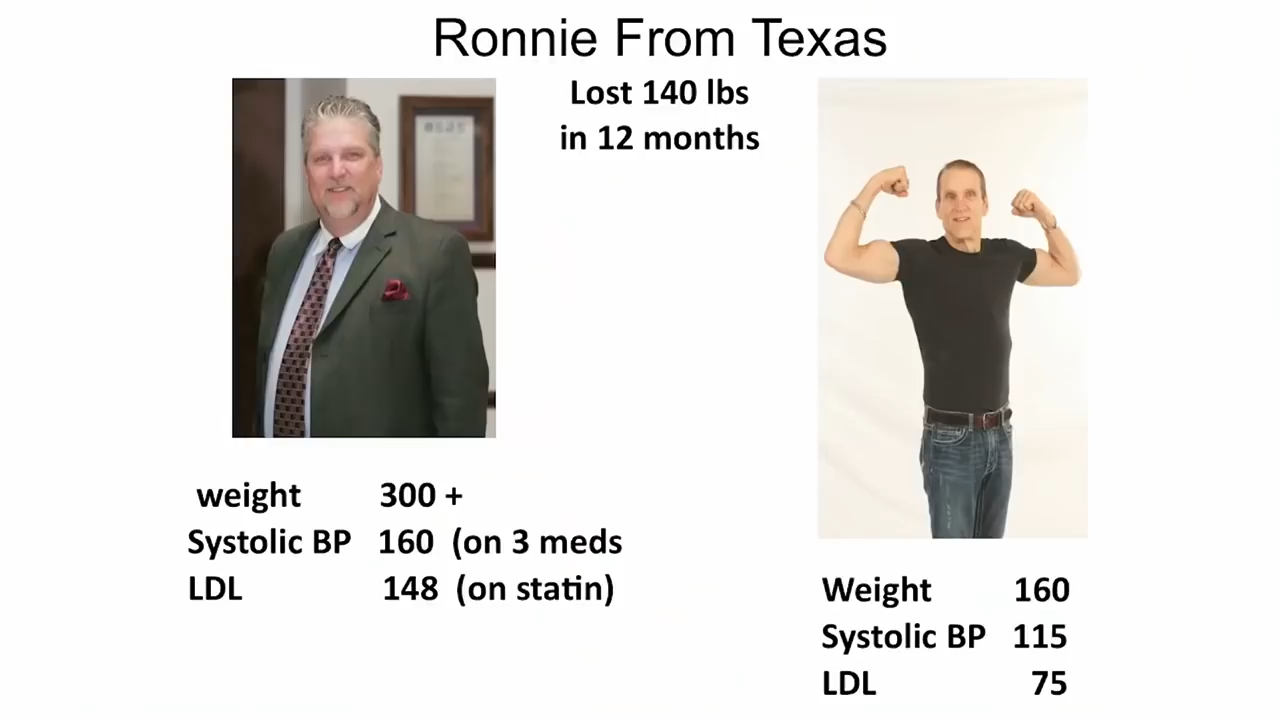 Ronnie From Texas
Lost 140 lbs
in 12 months
weight 300 +
Systolic BP 160 (on 3 meds
LDL 148 (on statin)
Weight 160
Systolic BP 115
LDL 75